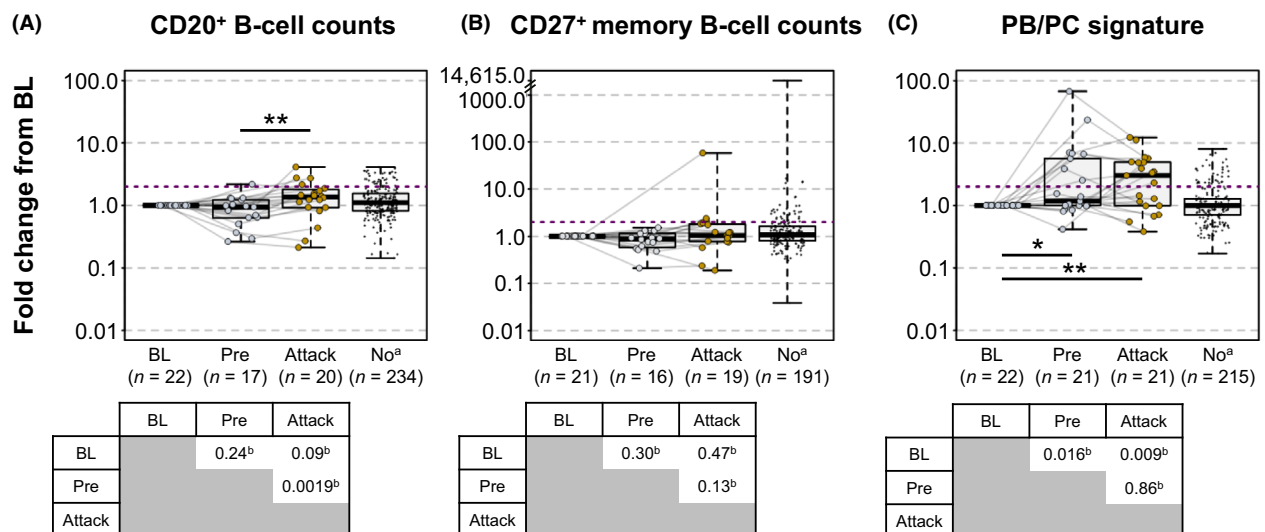 (A) CD20+ B-cell counts
Fold change from BL
100.0
10.0
1.0
0.1
0.01
**
BL Pre Attack Noᵃ
(n = 22) (n = 17) (n = 20) (n = 234)
BL Pre Attack
BL 0.24ᵇ 0.09ᵇ
Pre 0.0019ᵇ
Attack
(B) CD27+ memory B-cell counts
14,615.0
1000.0
100.0
10.0
1.0
0.1
0.01
BL Pre Attack Noᵃ
(n = 21) (n = 16) (n = 19) (n = 191)
BL Pre Attack
BL 0.30ᵇ 0.47ᵇ
Pre 0.13ᵇ
Attack
(C) PB/PC signature
100.0
10.0
1.0
0.1
0.01
*
**
BL Pre Attack Noᵃ
(n = 22) (n = 21) (n = 21) (n = 215)
BL Pre Attack
BL 0.016ᵇ 0.009ᵇ
Pre 0.86ᵇ
Attack